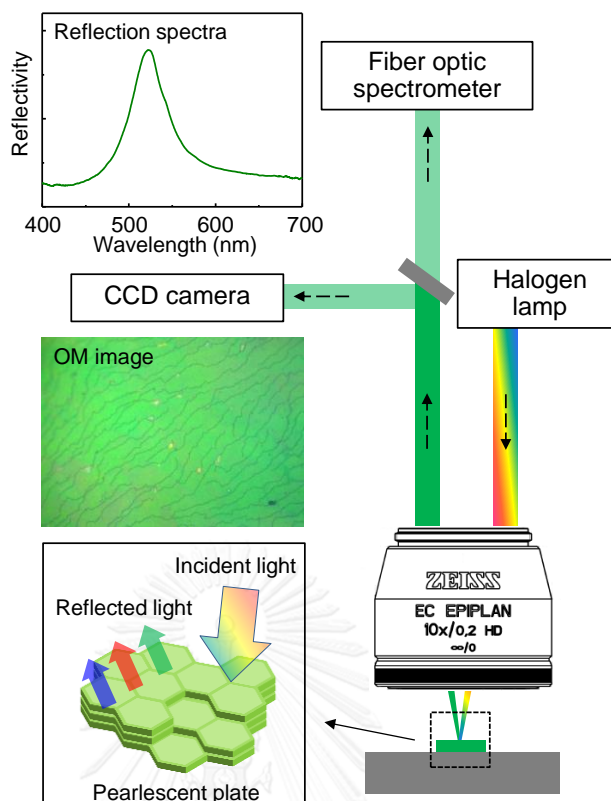 Reflection spectra
Reflectivity
400 500 600 700
Wavelength (nm)
Fiber optic
spectrometer
CCD camera
Halogen
lamp
OM image
ZEISS
EC EPIPLAN
10x/0,2 HD
∞/0
Incident light
Reflected light
Pearlescent plate